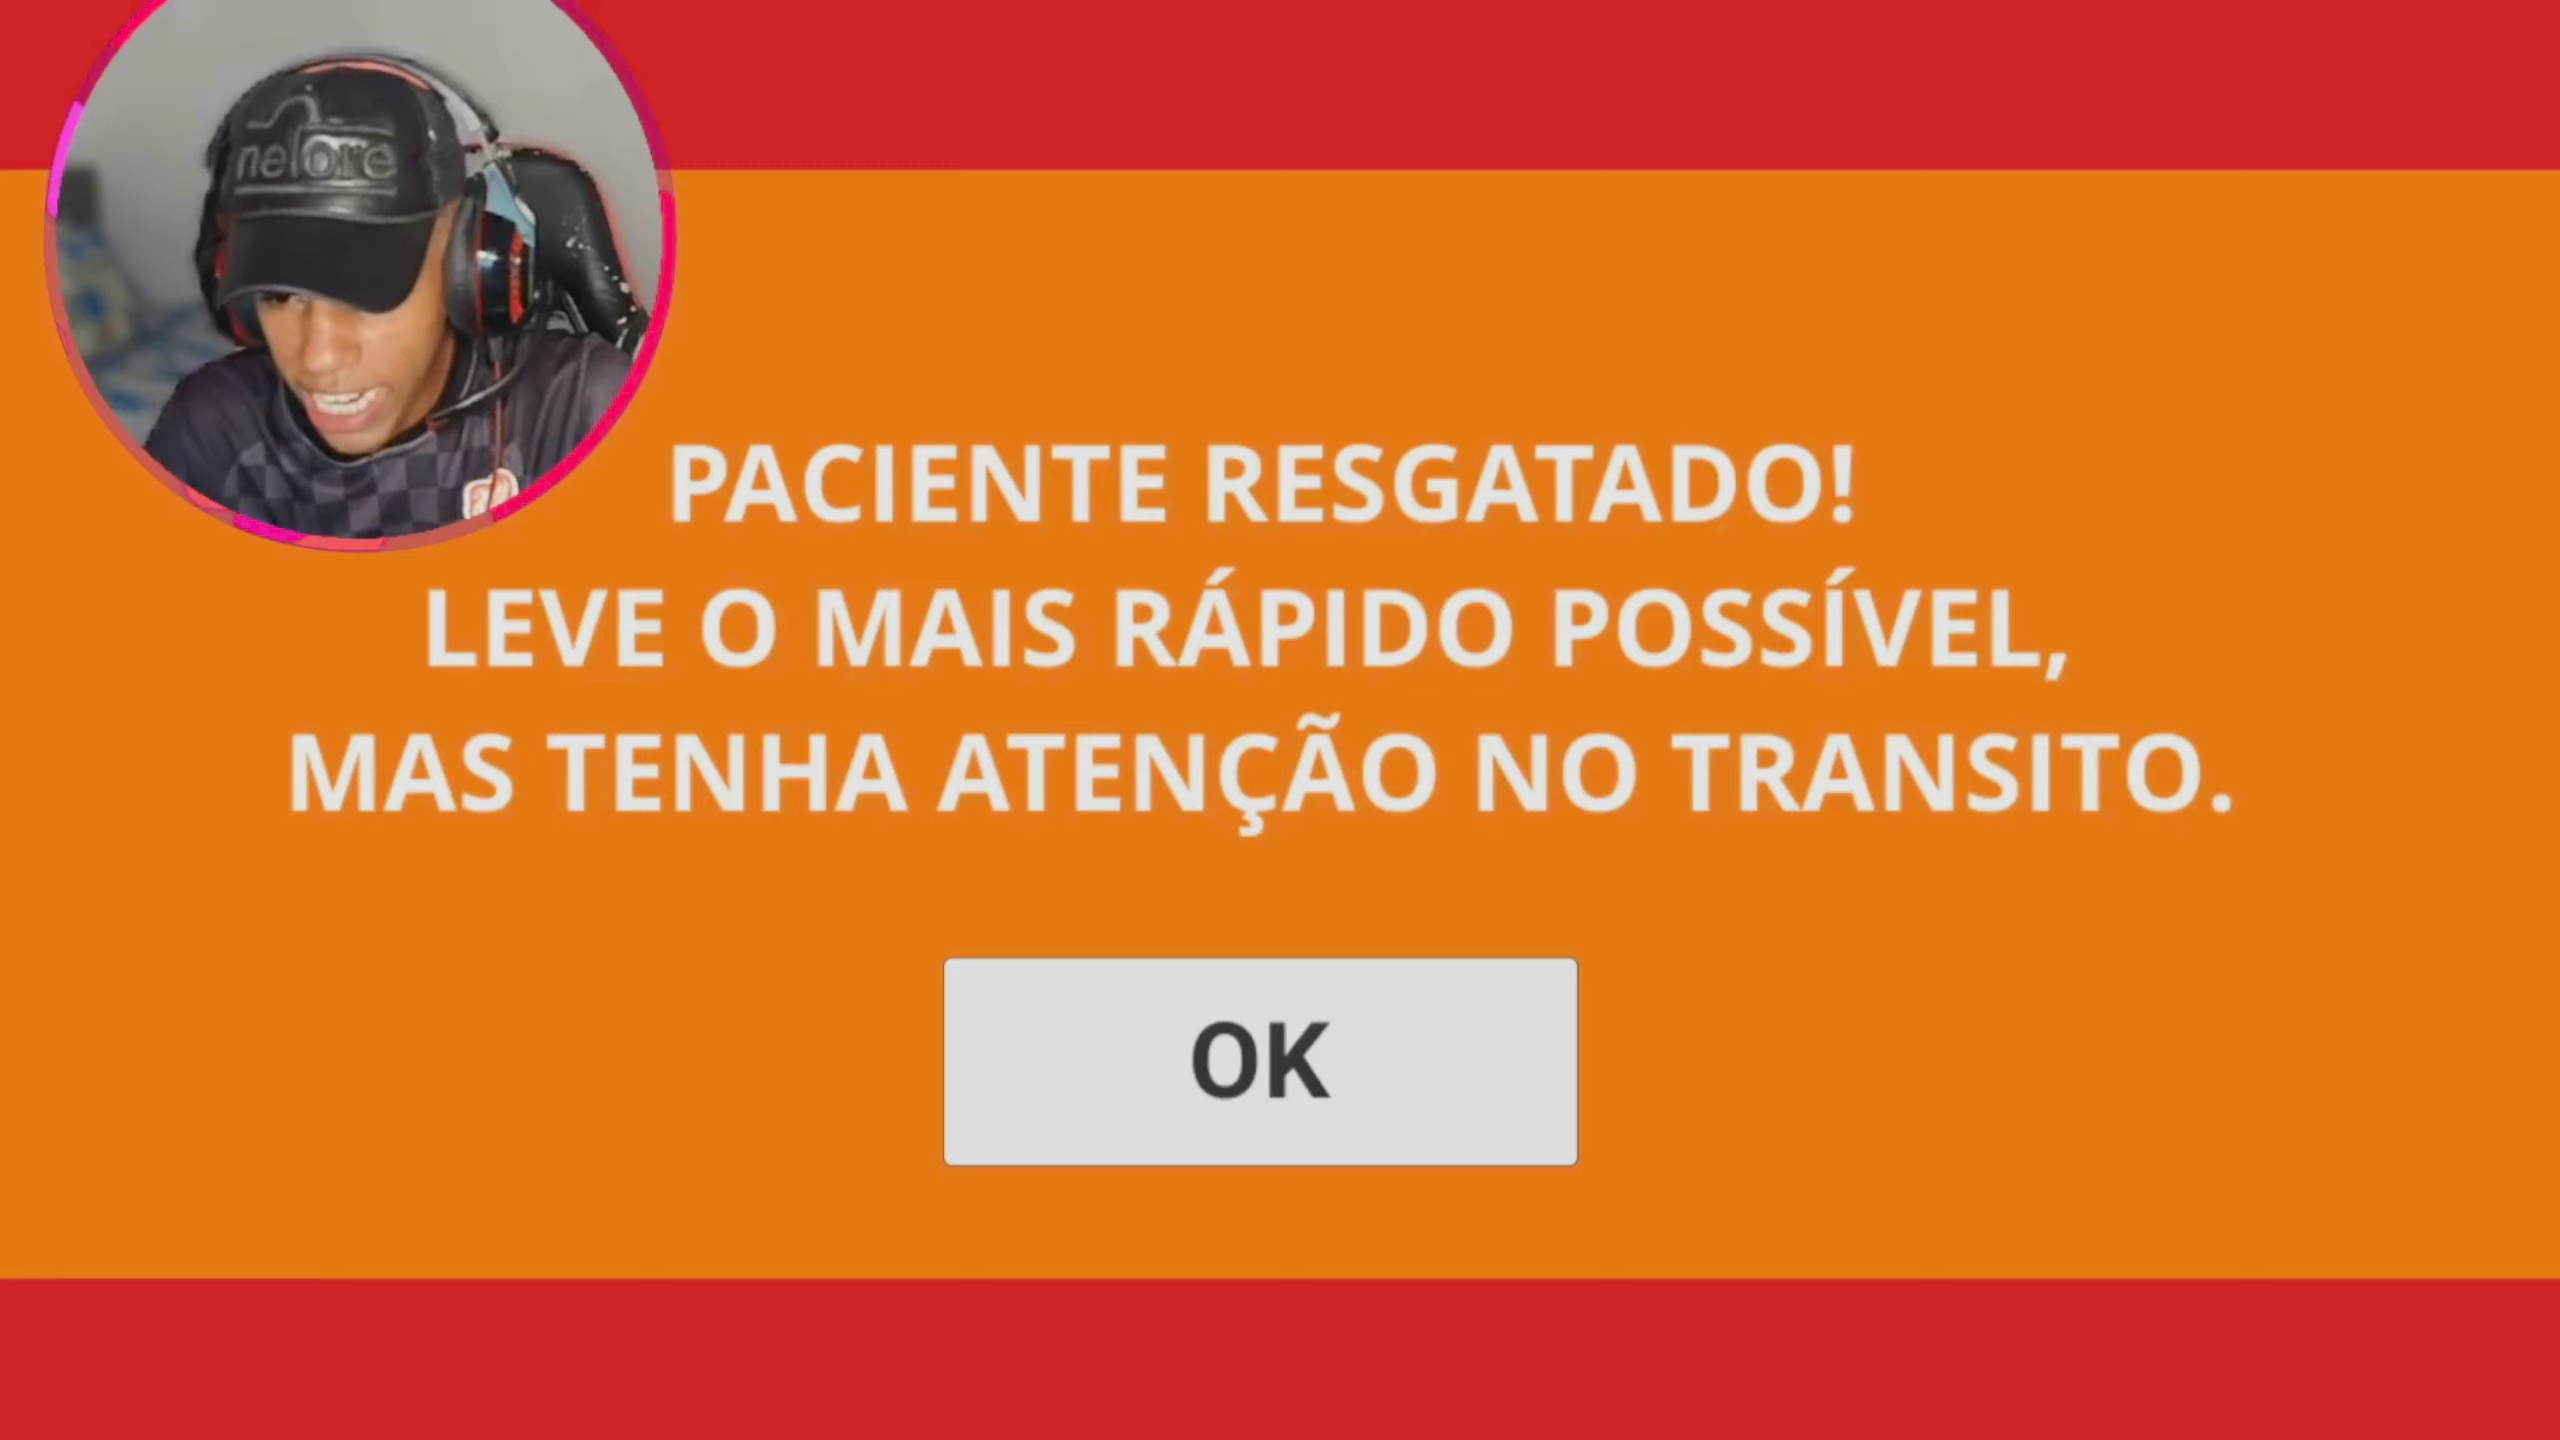 nelore
PACIENTE RESGATADO!
LEVE O MAIS RÁPIDO POSSÍVEL,
MAS TENHA ATENÇÃO NO TRANSITO.
OK